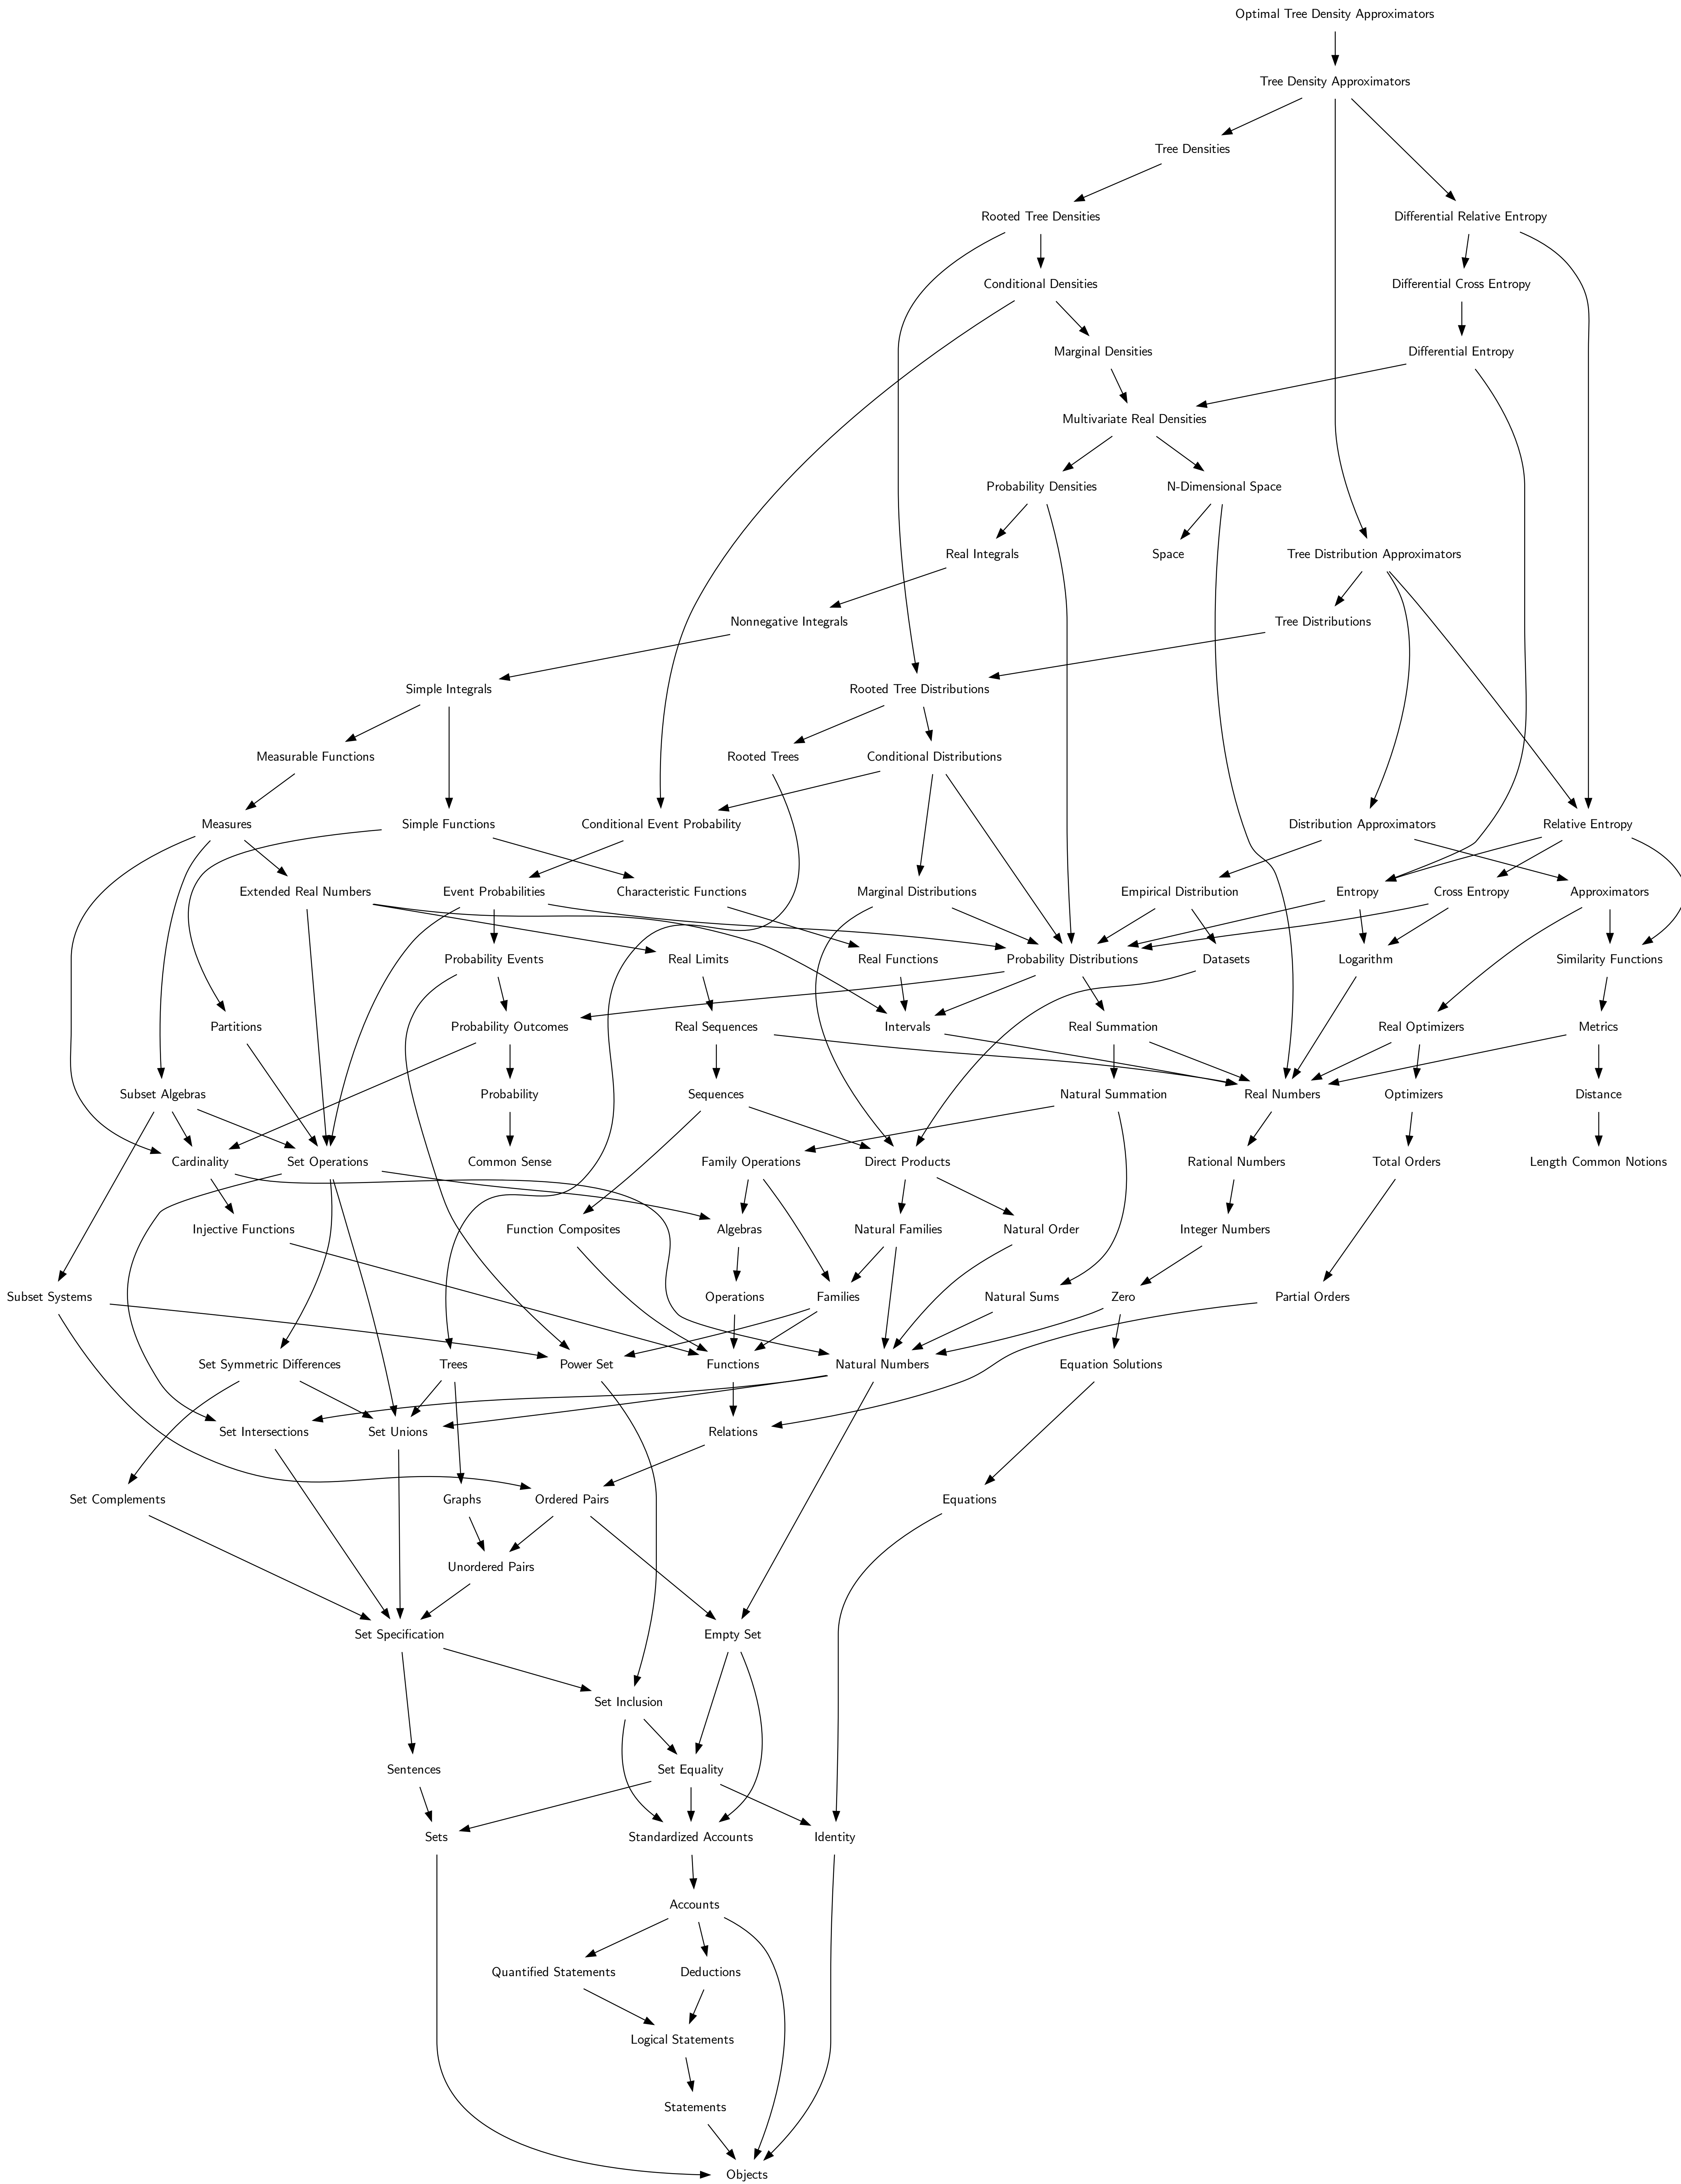 Optimal Tree Density Approximators
Tree Density Approximators
Tree Densities
Rooted Tree Densities
Differential Relative Entropy
Conditional Densities
Differential Cross Entropy
Marginal Densities
Differential Entropy
Multivariate Real Densities
Probability Densities
N-Dimensional Space
Real Integrals
Space
Tree Distribution Approximators
Nonnegative Integrals
Tree Distributions
Simple Integrals
Rooted Tree Distributions
Measurable Functions
Rooted Trees
Conditional Distributions
Measures
Simple Functions
Conditional Event Probability
Distribution Approximators
Relative Entropy
Extended Real Numbers
Event Probabilities
Characteristic Functions
Marginal Distributions
Empirical Distribution
Entropy
Cross Entropy
Approximators
Probability Events
Real Limits
Real Functions
Probability Distributions
Datasets
Logarithm
Similarity Functions
Partitions
Probability Outcomes
Real Sequences
Intervals
Real Summation
Real Optimizers
Metrics
Subset Algebras
Probability
Sequences
Natural Summation
Real Numbers
Optimizers
Distance
Cardinality
Set Operations
Common Sense
Family Operations
Direct Products
Rational Numbers
Total Orders
Length Common Notions
Injective Functions
Function Composites
Algebras
Natural Families
Natural Order
Integer Numbers
Subset Systems
Operations
Families
Natural Sums
Zero
Partial Orders
Set Symmetric Differences
Trees
Power Set
Functions
Natural Numbers
Equation Solutions
Set Intersections
Set Unions
Relations
Set Complements
Graphs
Ordered Pairs
Equations
Unordered Pairs
Set Specification
Empty Set
Set Inclusion
Sentences
Set Equality
Sets
Standardized Accounts
Identity
Accounts
Quantified Statements
Deductions
Logical Statements
Statements
Objects